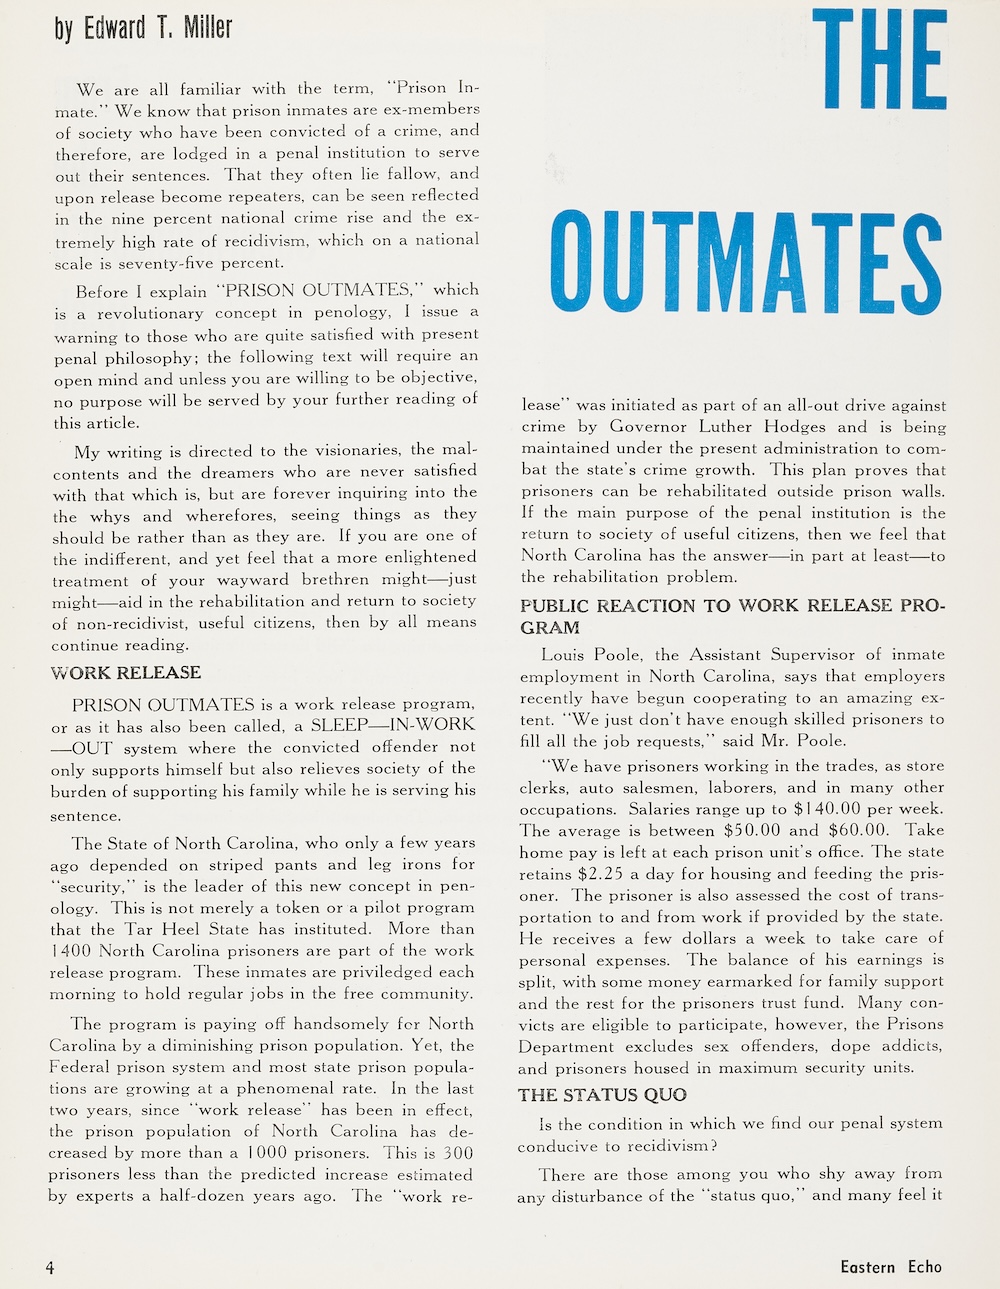 by Edward T. Miller
THE
OUTMATES
We are all familiar with the term, "Prison In-
mate." We know that prison inmates are ex-members
of society who have been convicted of a crime, and
therefore, are lodged in a penal institution to serve
out their sentences. That they often lie fallow, and
upon release become repeaters, can be seen reflected
in the nine percent national crime rise and the ex-
tremely high rate of recidivism, which on a national
scale is seventy-five percent.
Before I explain "PRISON OUTMATES," which
is a revolutionary concept in penology, I issue a
warning to those who are quite satisfied with present
penal philosophy; the following text will require an
open mind and unless you are willing to be objective,
no purpose will be served by your further reading of
this article.
My writing is directed to the visionaries, the mal-
contents and the dreamers who are never satisfied
with that which is, but are forever inquiring into the
the whys and wherefores, seeing things as they
should be rather than as they are. If you are one of
the indifferent, and yet feel that a more enlightened
treatment of your wayward brethren might—just
might—aid in the rehabilitation and return to society
of non-recidivist, useful citizens, then by all means
continue reading.
WORK RELEASE
PRISON OUTMATES is a work release program,
or as it has also been called, a SLEEP—IN-WORK
—OUT system where the convicted offender not
only supports himself but also relieves society of the
burden of supporting his family while he is serving his
sentence.
The State of North Carolina, who only a few years
ago depended on striped pants and leg irons for
"security," is the leader of this new concept in pen-
ology. This is not merely a token or a pilot program
that the Tar Heel State has instituted. More than
1400 North Carolina prisoners are part of the work
release program. These inmates are priviledged each
morning to hold regular jobs in the free community.
The program is paying off handsomely for North
Carolina by a diminishing prison population. Yet, the
Federal prison system and most state prison popula-
tions are growing at a phenomenal rate. In the last
two years, since "work release" has been in effect,
the prison population of North Carolina has de-
creased by more than a 1000 prisoners. This is 300
prisoners less than the predicted increase estimated
by experts a half-dozen years ago. The "work re-
lease" was initiated as part of an all-out drive against
crime by Governor Luther Hodges and is being
maintained under the present administration to com-
bat the state's crime growth. This plan proves that
prisoners can be rehabilitated outside prison walls.
If the main purpose of the penal institution is the
return to society of useful citizens, then we feel that
North Carolina has the answer—in part at least—to
the rehabilitation problem.
PUBLIC REACTION TO WORK RELEASE PRO-
GRAM
Louis Poole, the Assistant Supervisor of inmate
employment in North Carolina, says that employers
recently have begun cooperating to an amazing ex-
tent. "We just don't have enough skilled prisoners to
fill all the job requests," said Mr. Poole.
"We have prisoners working in the trades, as store
clerks, auto salesmen, laborers, and in many other
occupations. Salaries range up to $140.00 per week.
The average is between $50.00 and $60.00. Take
home pay is left at each prison unit's office. The state
retains $2.25 a day for housing and feeding the pris-
oner. The prisoner is also assessed the cost of trans-
portation to and from work if provided by the state.
He receives a few dollars a week to take care of
personal expenses. The balance of his earnings is
split, with some money earmarked for family support
and the rest for the prisoners trust fund. Many con-
victs are eligible to participate, however, the Prisons
Department excludes sex offenders, dope addicts,
and prisoners housed in maximum security units.
THE STATUS QUO
Is the condition in which we find our penal system
conducive to recidivism?
There are those among you who shy away from
any disturbance of the "status quo," and many feel it
4
Eastern Echo